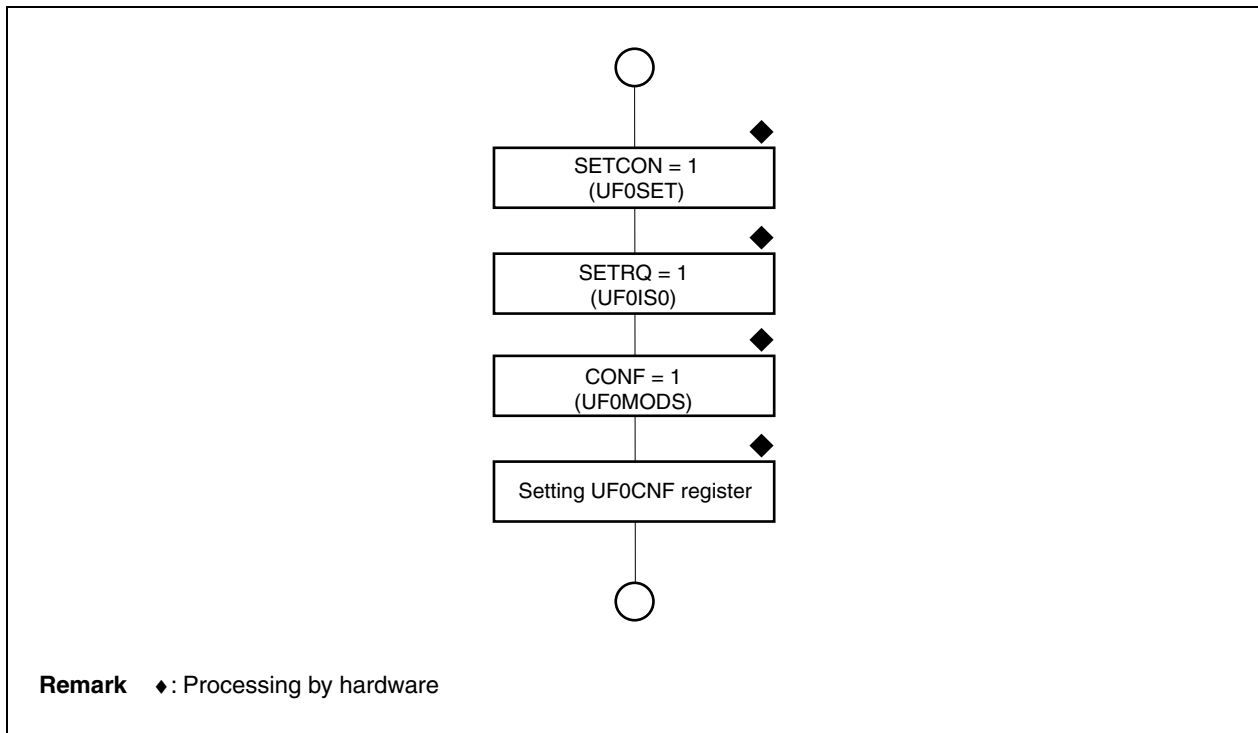 SETCON = 1
(UF0SET)
SETRQ = 1
(UF0IS0)
CONF = 1
(UF0MODS)
Setting UF0CNF register
Remark ♦: Processing by hardware